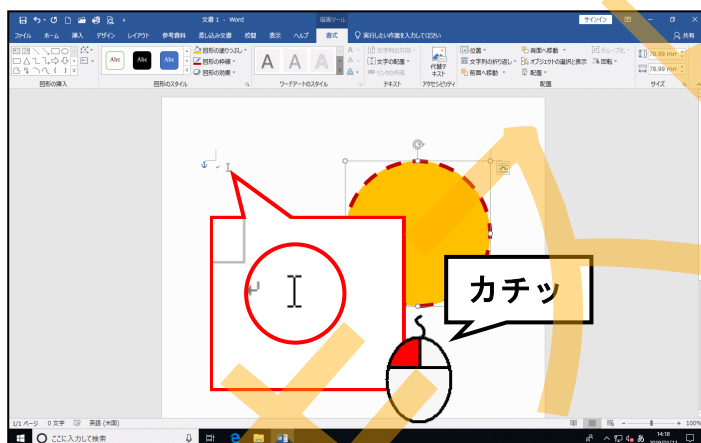 文書 1 - Word
描画ツール
サインイン
ファイル ホーム 挿入 デザイン レイアウト 参考資料 差し込み文書 校閲 表示 ヘルプ 書式 実行したい作業を入力してください 共有
Abc Abc Abc
図形の塗りつぶし
図形の枠線
図形の効果
A A A
文字列の方向
文字の配置
リンクの作成
代替テ
キスト
位置
文字列の折り返し
前面へ移動
背面へ移動
オブジェクトの選択と表示
配置
グループ化
回転
76.99 mm
76.99 mm
図形の挿入 図形のスタイル ワードアートのスタイル テキスト アクセシビリティ 配置 サイズ
カチッ
1/1 ページ 0 文字 英語 (米国) 100%
ここに入力して検索
あ
14:18